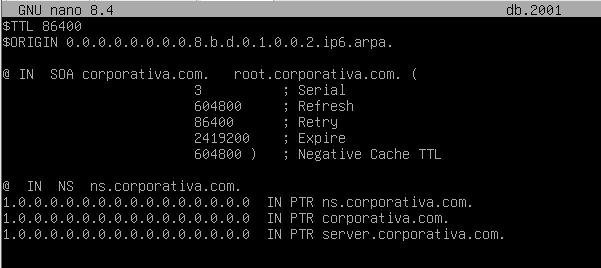 GNU nano 8.4 db.2001
$TTL 86400
$ORIGIN 0.0.0.0.0.0.0.0.8.b.d.0.1.0.0.2.ip6.arpa.
@ IN SOA corporativa.com. root.corporativa.com. (
3 ; Serial
604800 ; Refresh
86400 ; Retry
2419200 ; Expire
604800 ) ; Negative Cache TTL
@ IN NS ns.corporativa.com.
1.0.0.0.0.0.0.0.0.0.0.0.0.0.0.0 IN PTR ns.corporativa.com.
1.0.0.0.0.0.0.0.0.0.0.0.0.0.0.0 IN PTR corporativa.com.
1.0.0.0.0.0.0.0.0.0.0.0.0.0.0.0 IN PTR server.corporativa.com.